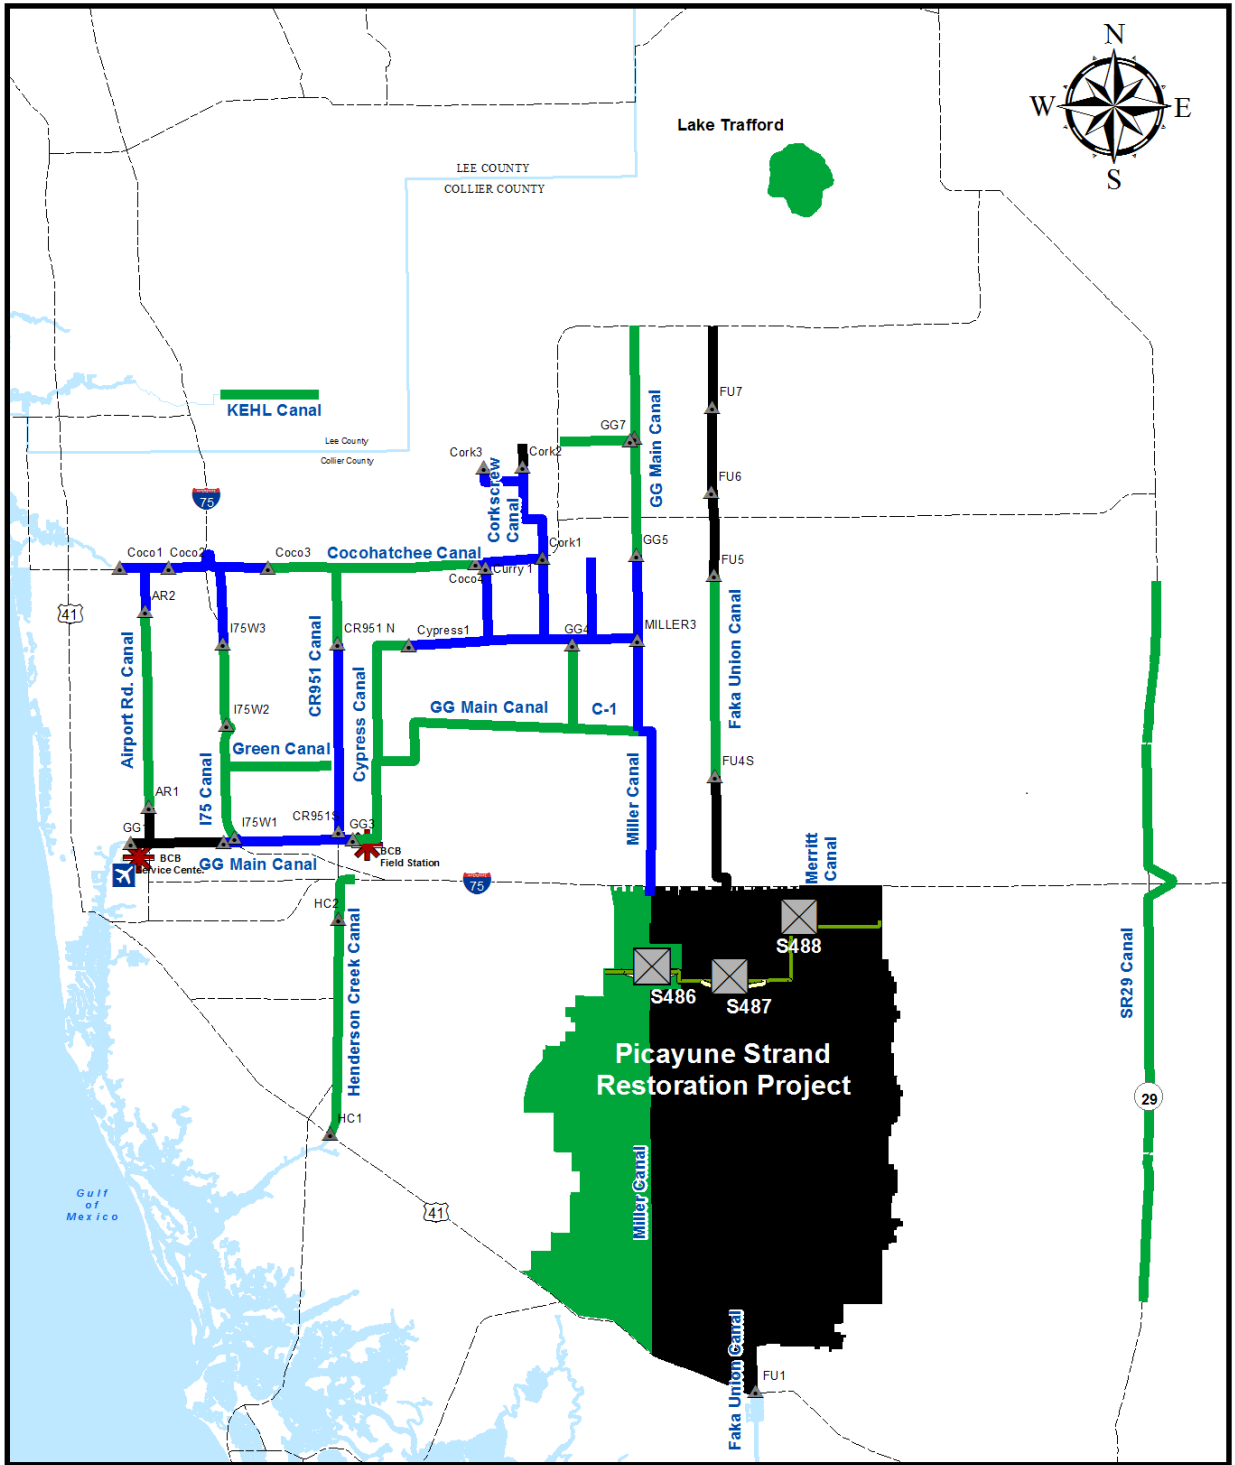 N
W
E
S
Lake Trafford
LEE COUNTY
COLLIER COUNTY
KEHL Canal
Lee County
Collier County
75
FU7
GG7
GG Main Canal
Cork3
Cork2
FU6
Corkscrew
Canal
Coco1
Coco2
Coco3
Cocohatchee Canal
Coco4
Curry 1
Cork1
GG5
FU5
41
AR2
I75W3
CR951 N
Cypress1
GG4
MILLER3
Airport Rd. Canal
CR951 Canal
Cypress Canal
Faka Union Canal
I75W2
Green Canal
GG Main Canal
C-1
I75 Canal
AR1
FU4S
Miller Canal
I75W1
CR951S
GG3
BCB
Service Cente
BCB
Field Station
GG Main Canal
75
Merritt
Canal
HC2
Henderson Creek Canal
S488
S486
S487
SR29 Canal
Picayune Strand
Restoration Project
29
HC1
Miller Canal
Gulf
of
Mexico
41
Faka Union Canal
FU1